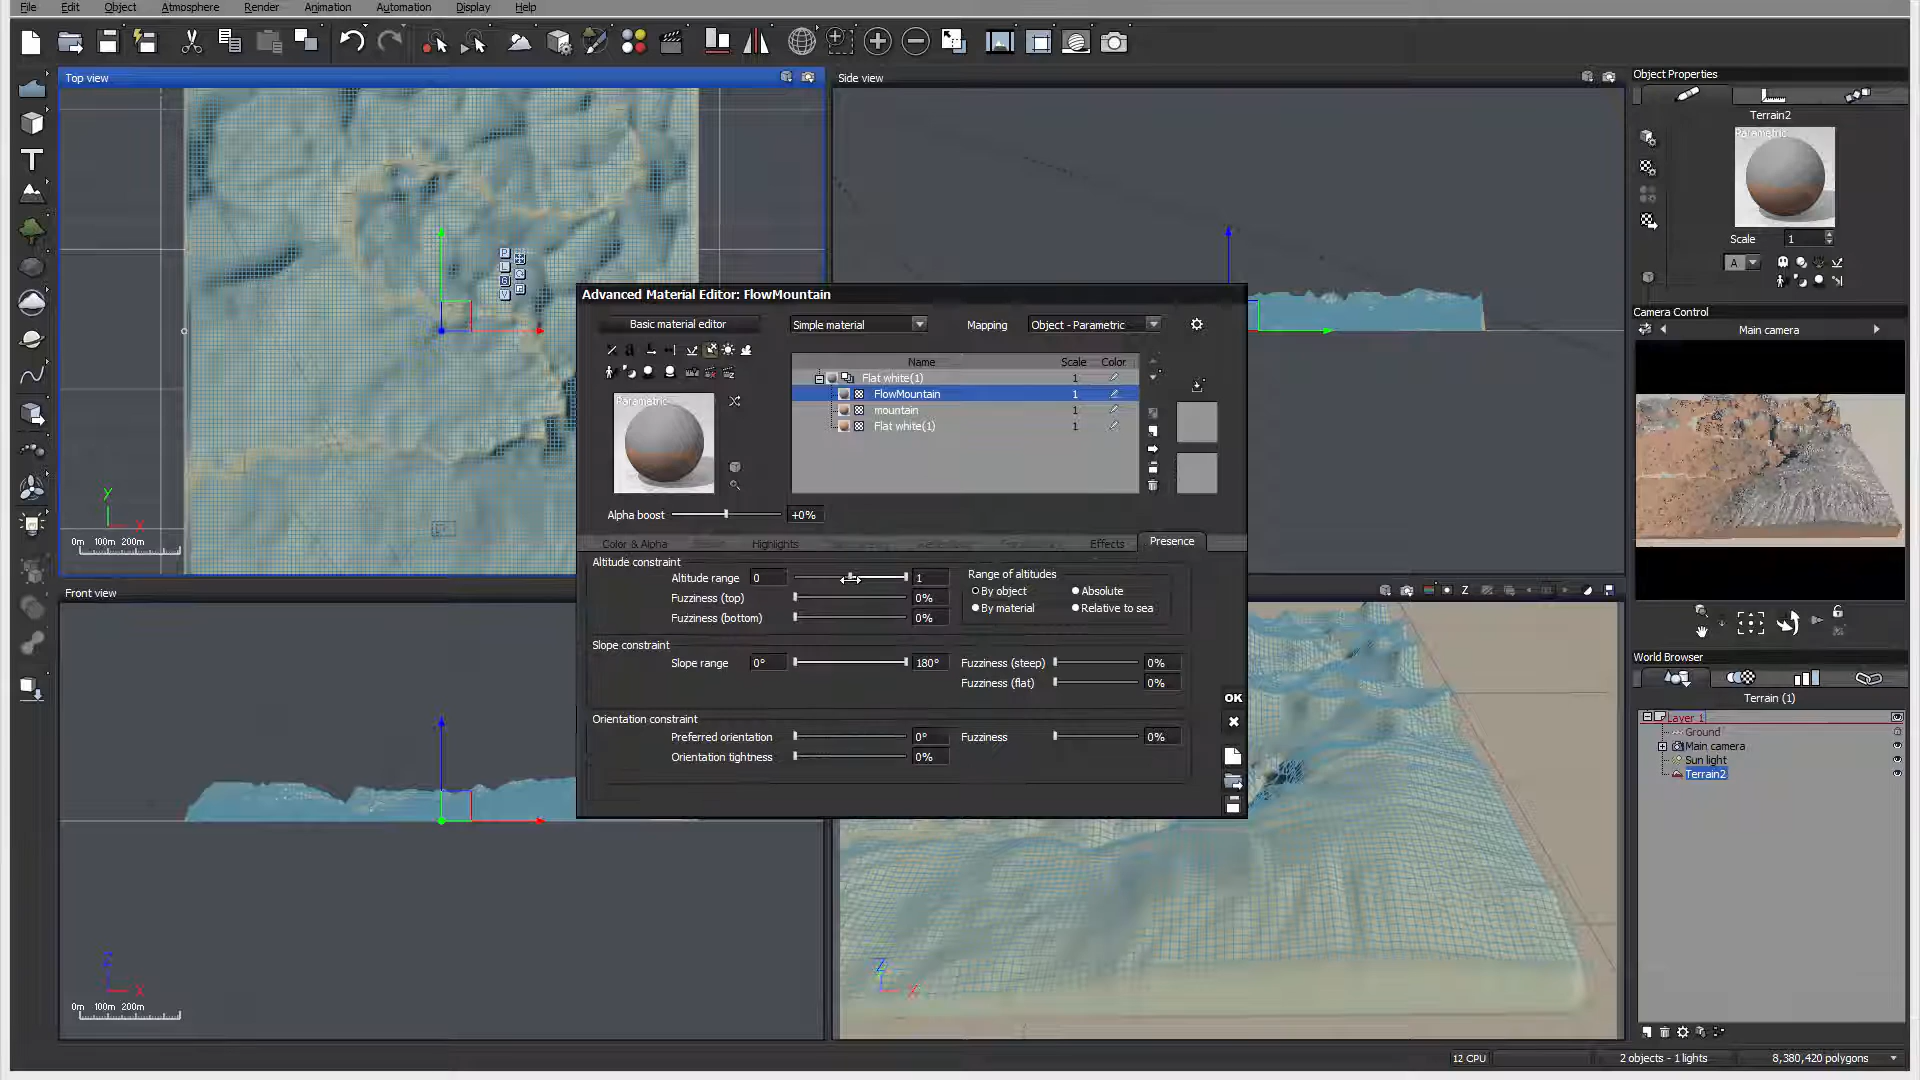 File Edit Object Atmosphere Render Animation Automation Display Help
Top view
Side view
Object Properties
Terrain2
Parametric
Scale 1
A
Camera Control
Main camera
World Browser
Terrain (1)
Layer 1
Ground
Main camera
Sun light
Terrain2
Advanced Material Editor: FlowMountain
Basic material editor
Simple material
Mapping
Object - Parametric
Name Scale Color
Flat white(1) 1
FlowMountain 1
mountain 1
Flat white(1) 1
Parametric
Alpha boost +0%
Color & Alpha Highlights Effects Presence
Altitude constraint
Altitude range 0 1
Fuzziness (top) 0%
Fuzziness (bottom) 0%
Range of altitudes
By object Absolute
By material Relative to sea
Slope constraint
Slope range 0° 180° Fuzziness (steep) 0%
Fuzziness (flat) 0%
Orientation constraint
Preferred orientation 0° Fuzziness 0%
Orientation tightness 0%
OK
Y
X
0m 100m 200m
Front view
Z
X
0m 100m 200m
Z
Z
X
12 CPU 2 objects - 1 lights 8,380,420 polygons